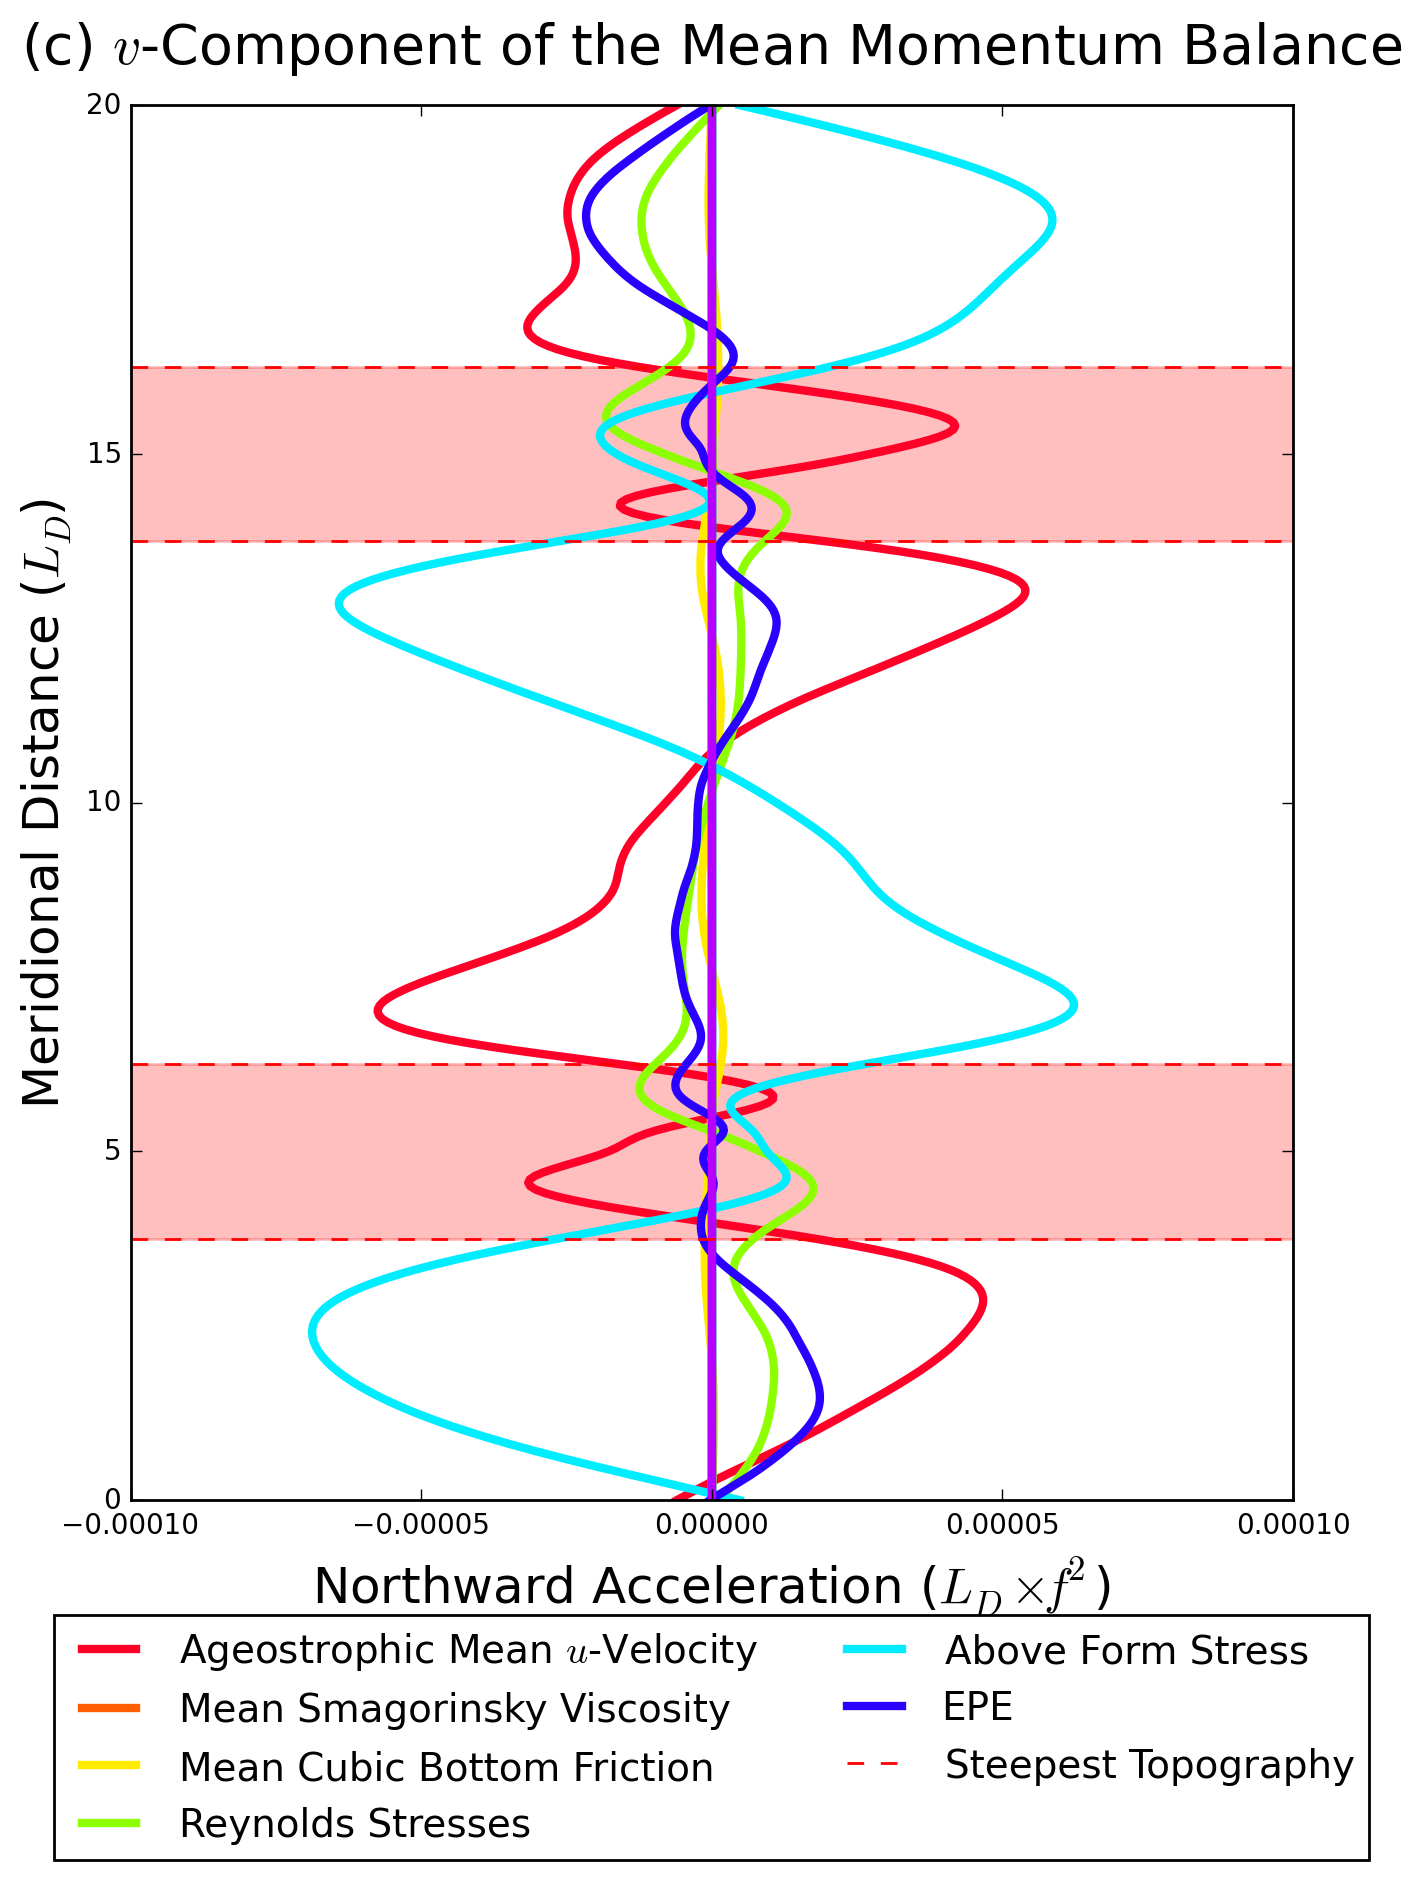 (c) v-Component of the Mean Momentum Balance
20
15
10
5
0
Meridional Distance (L_D)
−0.00010 −0.00005 0.00000 0.00005 0.00010
Northward Acceleration (L_D ×f²)
Ageostrophic Mean u-Velocity
Mean Smagorinsky Viscosity
Mean Cubic Bottom Friction
Reynolds Stresses
Above Form Stress
EPE
Steepest Topography